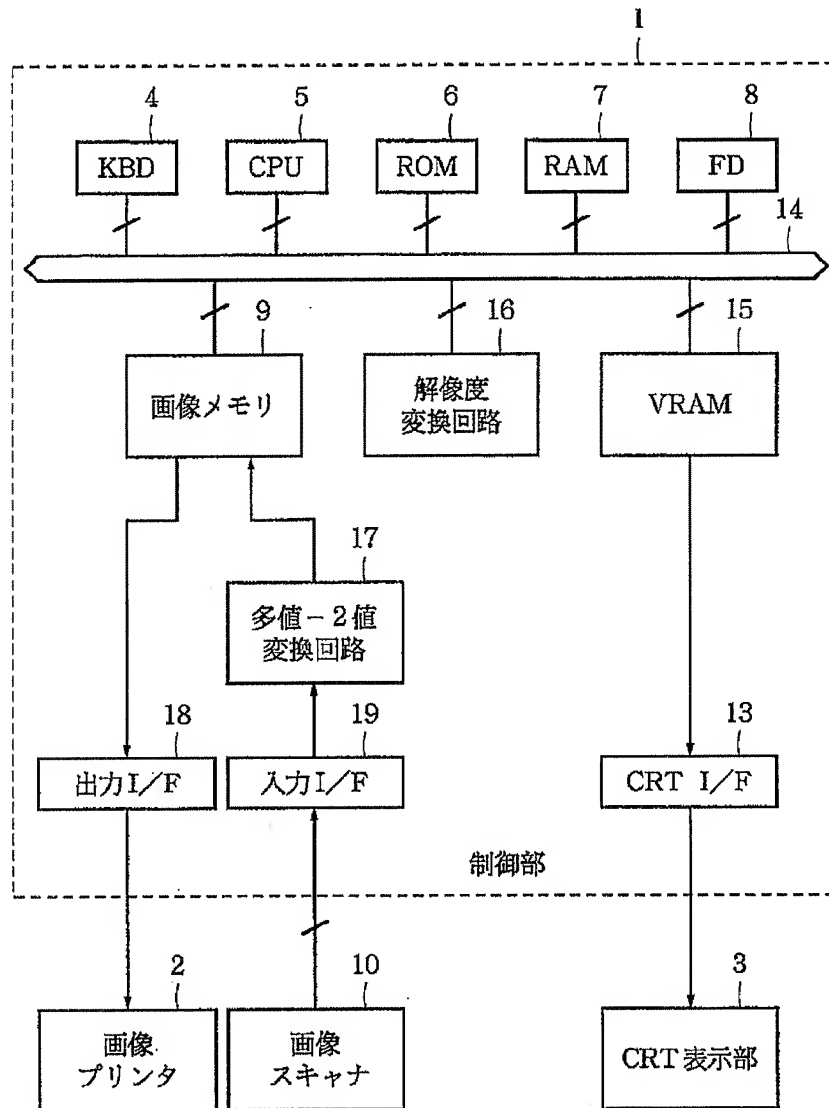 1
4
5
6
7
8
KBD
CPU
ROM
RAM
FD
14
9
16
15
画像メモリ
解像度
変換回路
VRAM
17
多値－2値
変換回路
18
19
13
出力I／F
入力I／F
CRT I／F
制御部
2
10
3
画像
プリンタ
画像
スキャナ
CRT表示部